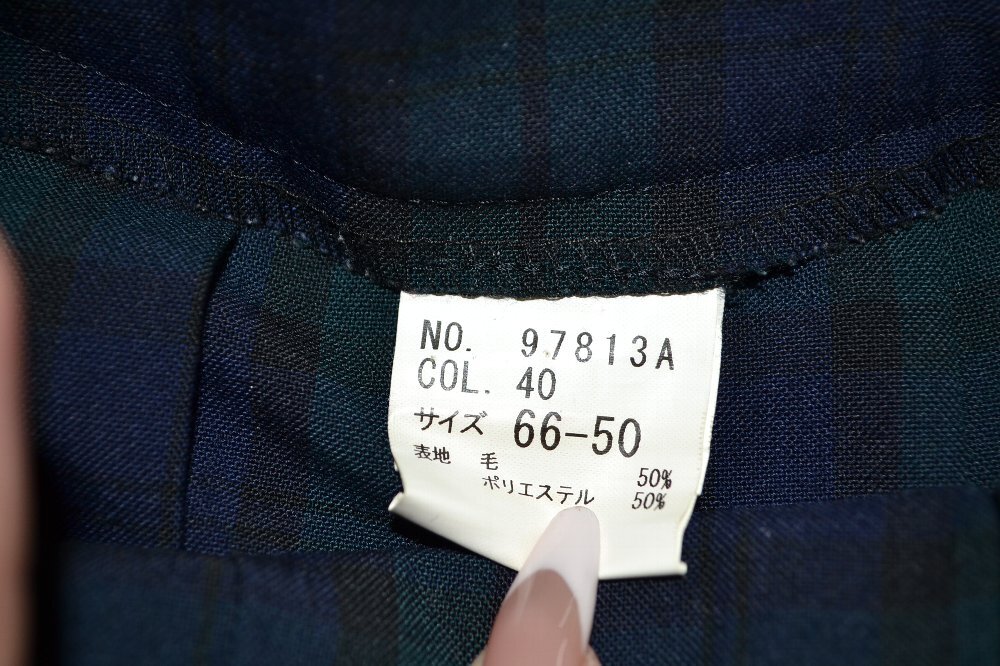 NO. 97813A
COL. 40
サイズ 66-50
表地 毛 50%
ポリエステル 50%